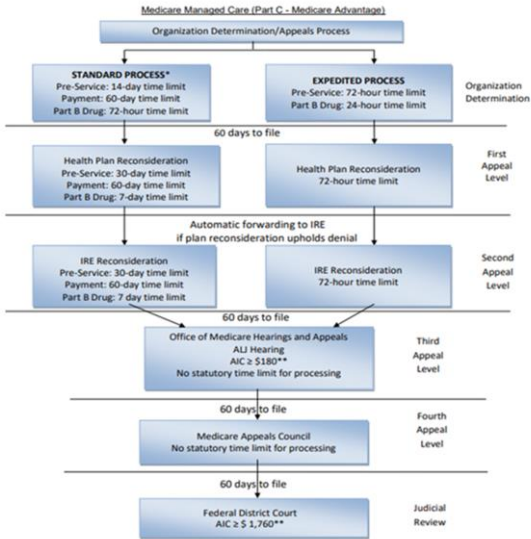 Medicare Managed Care (Part C - Medicare Advantage)
Organization Determination/Appeals Process
STANDARD PROCESS*
Pre-Service: 14-day time limit
Payment: 60-day time limit
Part B Drug: 72-hour time limit
EXPEDITED PROCESS
Pre-Service: 72-hour time limit
Part B Drug: 24-hour time limit
Organization
Determination
60 days to file
Health Plan Reconsideration
Pre-Service: 30-day time limit
Payment: 60-day time limit
Part B Drug: 7-day time limit
Health Plan Reconsideration
72-hour time limit
First
Appeal
Level
Automatic forwarding to IRE
if plan reconsideration upholds denial
IRE Reconsideration
Pre-Service: 30-day time limit
Payment: 60-day time limit
Part B Drug: 7 day time limit
IRE Reconsideration
72-hour time limit
Second
Appeal
Level
60 days to file
Office of Medicare Hearings and Appeals
ALJ Hearing
AIC ≥ $180**
No statutory time limit for processing
Third
Appeal
Level
60 days to file
Medicare Appeals Council
No statutory time limit for processing
Fourth
Appeal
Level
60 days to file
Federal District Court
AIC ≥ $ 1,760**
Judicial
Review